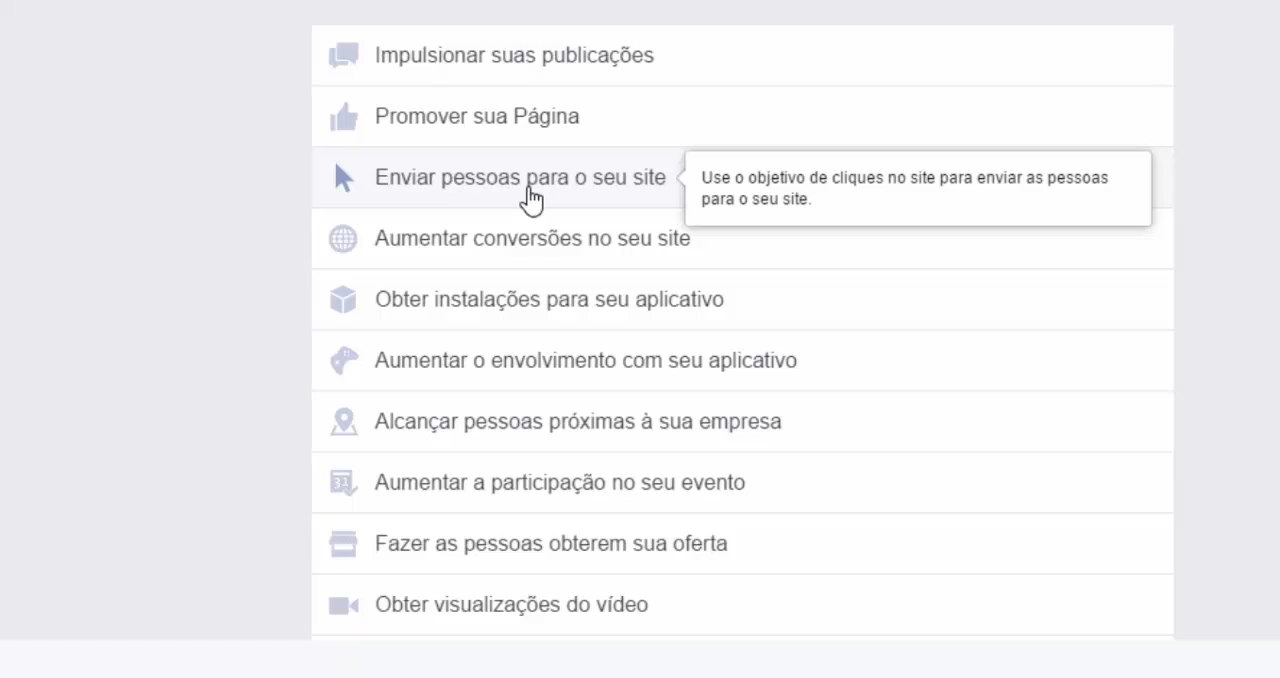 Impulsionar suas publicações
Promover sua Página
Enviar pessoas para o seu site
Use o objetivo de cliques no site para enviar as pessoas
para o seu site.
Aumentar conversões no seu site
Obter instalações para seu aplicativo
Aumentar o envolvimento com seu aplicativo
Alcançar pessoas próximas à sua empresa
31
Aumentar a participação no seu evento
Fazer as pessoas obterem sua oferta
Obter visualizações do vídeo